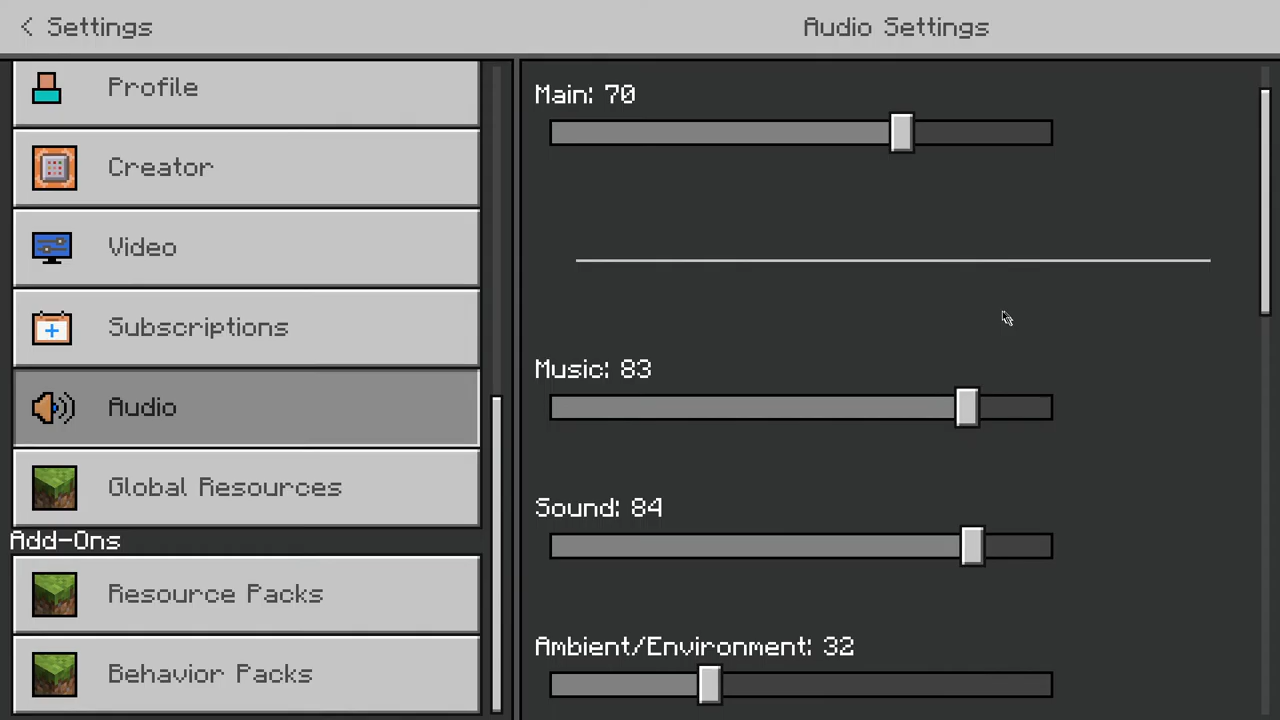 Settings
Audio Settings
Profile
Creator
Video
Subscriptions
Audio
Global Resources
Add-Ons
Resource Packs
Behavior Packs
Main: 70
Music: 83
Sound: 84
Ambient/Environment: 32